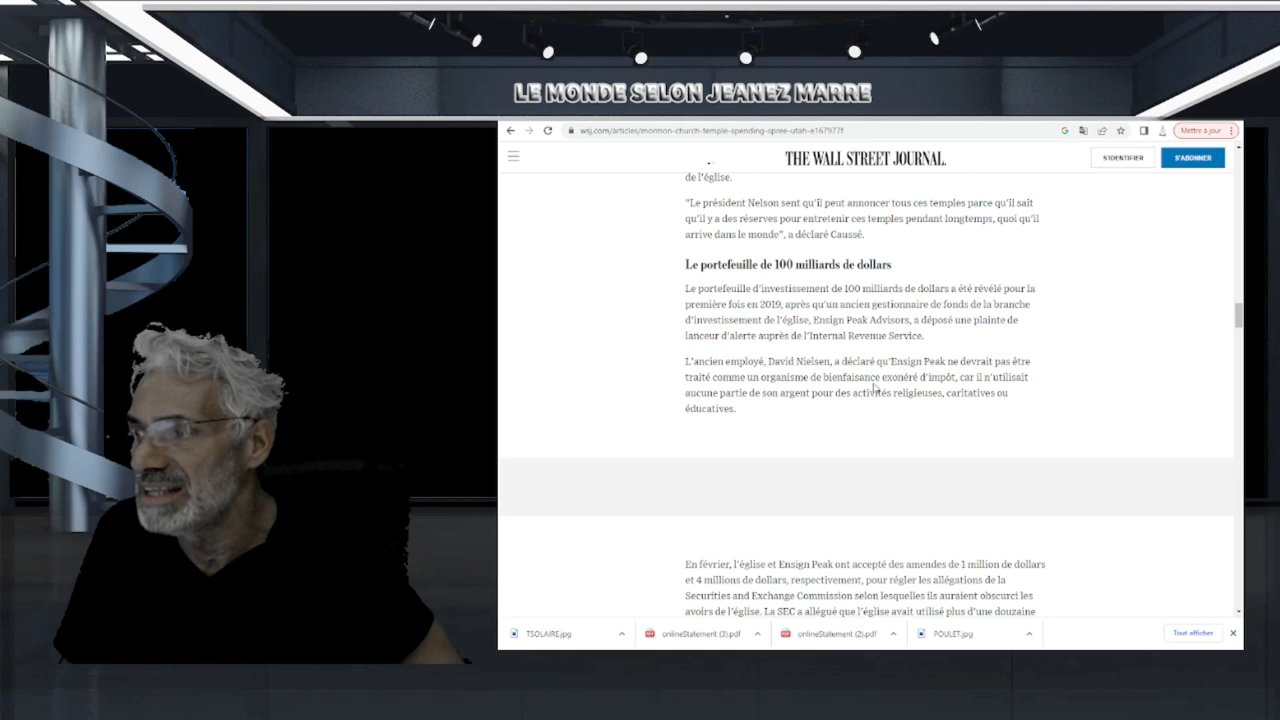 LE MONDE SELON JEANEZ MARRE
wsj.com/articles/mormon-church-temple-spending-spree-utah-e167977f
Mettre à jour
THE WALL STREET JOURNAL.
S'IDENTIFIER
S'ABONNER
de l'église.
"Le président Nelson sent qu'il peut annoncer tous ces temples parce qu'il sait
qu'il y a des réserves pour entretenir ces temples pendant longtemps, quoi qu'il
arrive dans le monde", a déclaré Caussé.
Le portefeuille de 100 milliards de dollars
Le portefeuille d'investissement de 100 milliards de dollars a été révélé pour la
première fois en 2019, après qu'un ancien gestionnaire de fonds de la branche
d'investissement de l'église, Ensign Peak Advisors, a déposé une plainte de
lanceur d'alerte auprès de l'Internal Revenue Service.
L'ancien employé, David Nielsen, a déclaré qu'Ensign Peak ne devrait pas être
traité comme un organisme de bienfaisance exonéré d'impôt, car il n'utilisait
aucune partie de son argent pour des activités religieuses, caritatives ou
éducatives.
En février, l'église et Ensign Peak ont accepté des amendes de 1 million de dollars
et 4 millions de dollars, respectivement, pour régler les allégations de la
Securities and Exchange Commission selon lesquelles ils auraient obscurci les
avoirs de l'église. La SEC a allégué que l'église avait utilisé plus d'une douzaine
TSOLAIRE.jpg
onlineStatement (3).pdf
onlineStatement (2).pdf
POULET.jpg
Tout afficher